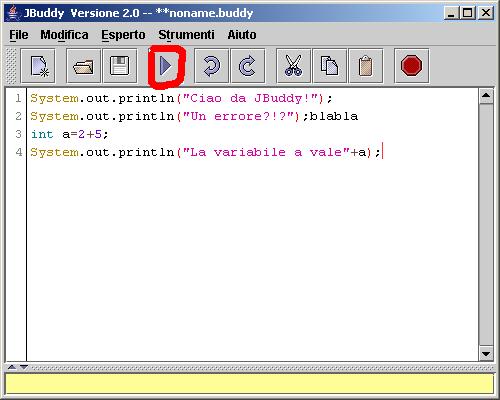 JBuddy Versione 2.0 -- **noname.buddy
File Modifica Esperto Strumenti Aiuto
1 System.out.println("Ciao da JBuddy!");
2 System.out.println("Un errore?!?");blabla
3 int a=2+5;
4 System.out.println("La variabile a vale"+a);